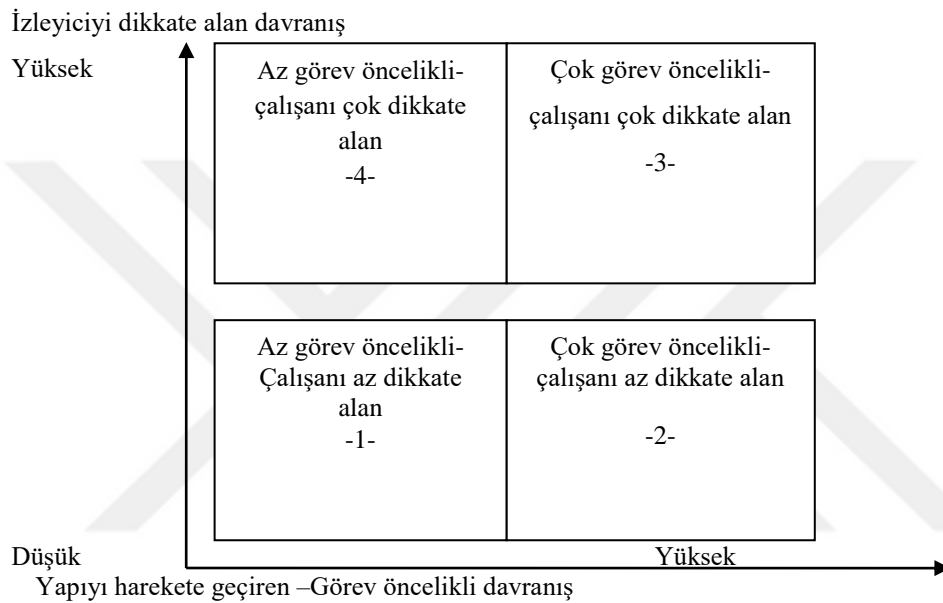 İzleyiciyi dikkate alan davranış
Yüksek
Az görev öncelikli-
çalışanı çok dikkate
alan
-4-
Çok görev öncelikli-
çalışanı çok dikkate alan
-3-
Az görev öncelikli-
Çalışanı az dikkate
alan
-1-
Çok görev öncelikli-
çalışanı az dikkate alan
-2-
Düşük
Yüksek
Yapıyı harekete geçiren –Görev öncelikli davranış